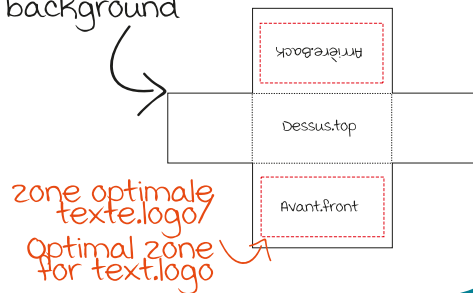 background
Arrière.Back
Dessus.top
Avant.front
zone optimale
texte.logo/
Optimal zone
for text.logo